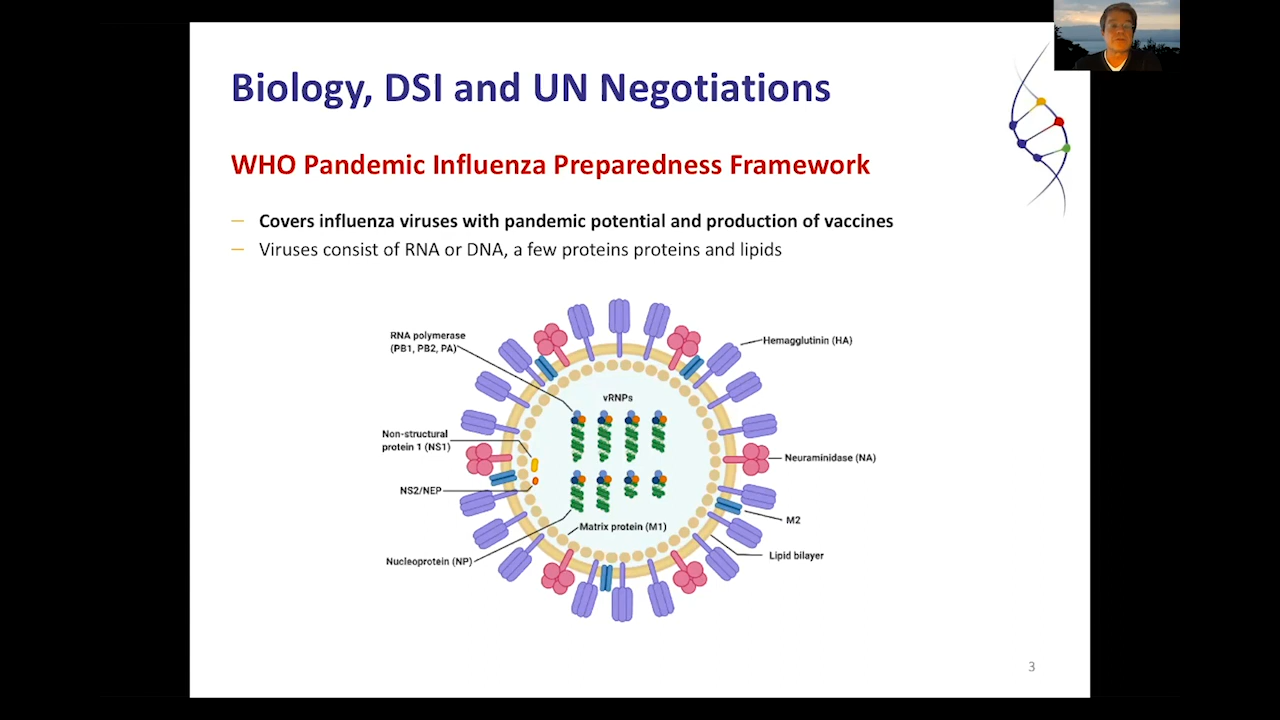 Biology, DSI and UN Negotiations
WHO Pandemic Influenza Preparedness Framework
– Covers influenza viruses with pandemic potential and production of vaccines
– Viruses consist of RNA or DNA, a few proteins proteins and lipids
RNA polymerase
(PB1, PB2, PA)
Hemagglutinin (HA)
vRNPs
Non-structural
protein 1 (NS1)
Neuraminidase (NA)
NS2/NEP
M2
Matrix protein (M1)
Lipid bilayer
Nucleoprotein (NP)
3